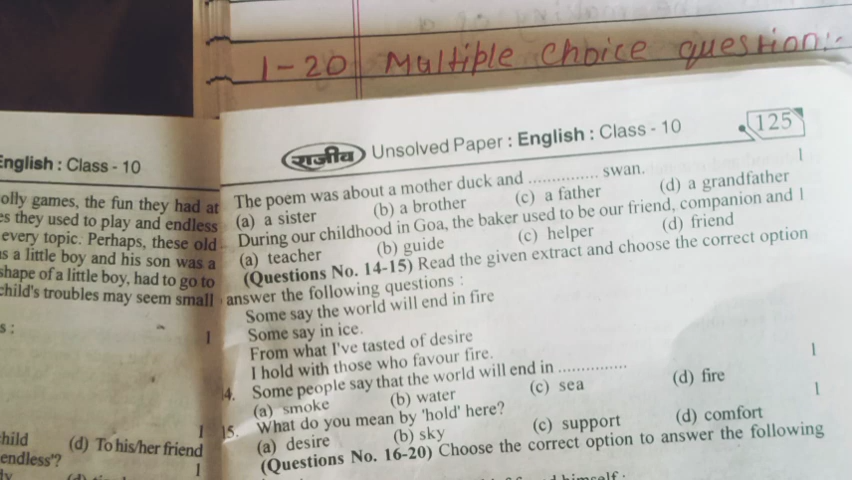 1-20 Multiple Choice question:-
English : Class - 10
olly games, the fun they had at
es they used to play and endless
every topic. Perhaps, these old
as a little boy and his son was a
shape of a little boy, had to go to
child's troubles may seem small
s :
1
1
child (d) To his/her friend
endless'?
1
राजीव Unsolved Paper : English : Class - 10 125
1
The poem was about a mother duck and .............. swan.
(a) a sister (b) a brother (c) a father (d) a grandfather
During our childhood in Goa, the baker used to be our friend, companion and 1
(a) teacher (b) guide (c) helper (d) friend
(Questions No. 14-15) Read the given extract and choose the correct option
answer the following questions :
Some say the world will end in fire
Some say in ice.
From what I've tasted of desire
I hold with those who favour fire.
4. Some people say that the world will end in .............. 1
(a) smoke (b) water (c) sea (d) fire
15. What do you mean by 'hold' here? 1
(a) desire (b) sky (c) support (d) comfort
(Questions No. 16-20) Choose the correct option to answer the following
himself :